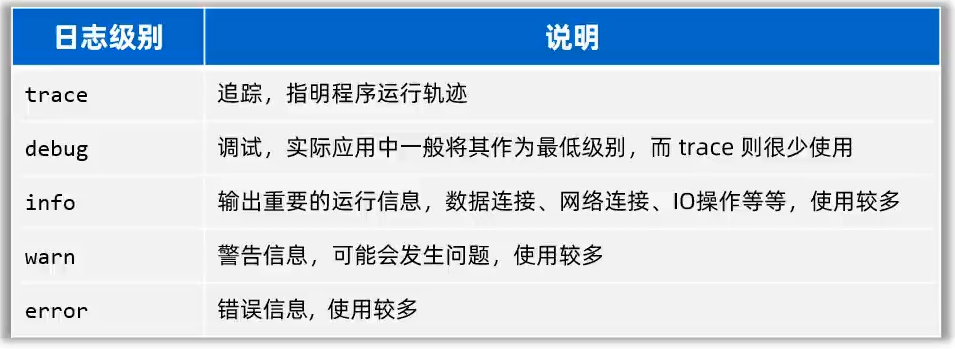 日志级别 说明
trace 追踪，指明程序运行轨迹
debug 调试，实际应用中一般将其作为最低级别，而 trace 则很少使用
info 输出重要的运行信息，数据连接、网络连接、IO操作等等，使用较多
warn 警告信息，可能会发生问题，使用较多
error 错误信息，使用较多